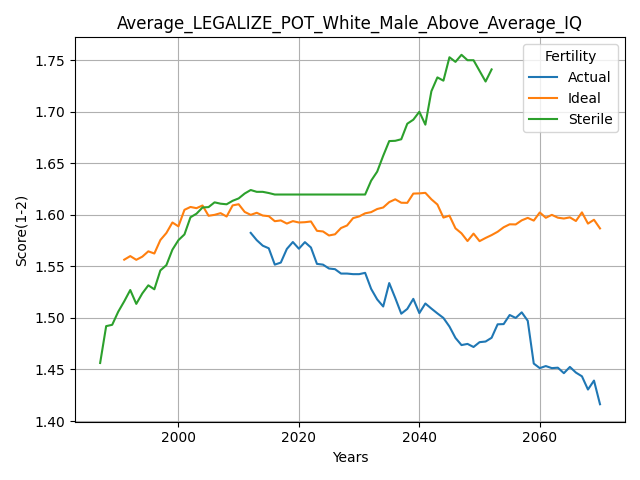 Average_LEGALIZE_POT_White_Male_Above_Average_IQ
Score(1-2)
1.75
1.70
1.65
1.60
1.55
1.50
1.45
1.40
Fertility
Actual
Ideal
Sterile
2000
2020
2040
2060
Years